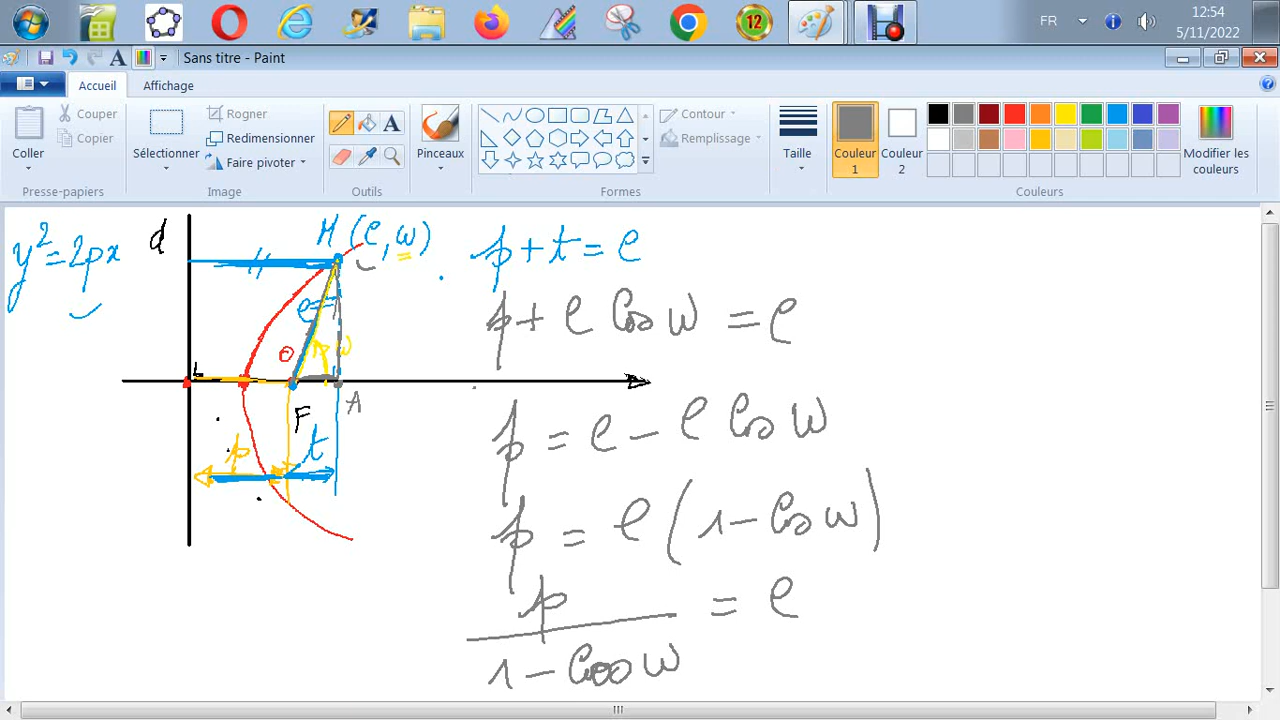 12
FR
12:54
5/11/2022
Sans titre - Paint
Accueil
Affichage
Coller
Couper
Copier
Presse-papiers
Sélectionner
Rogner
Redimensionner
Faire pivoter
Image
Outils
Pinceaux
Contour
Remplissage
Formes
Taille
Couleur 1
Couleur 2
Modifier les couleurs
Couleurs
y² = 2px
d
M (ρ, ω)
ρ
θ
ω
F
A
p
t
p + t = ρ
p + ρ cos ω = ρ
p = ρ - ρ cos ω
p = ρ (1 - cos ω)
p / (1 - cos ω) = ρ